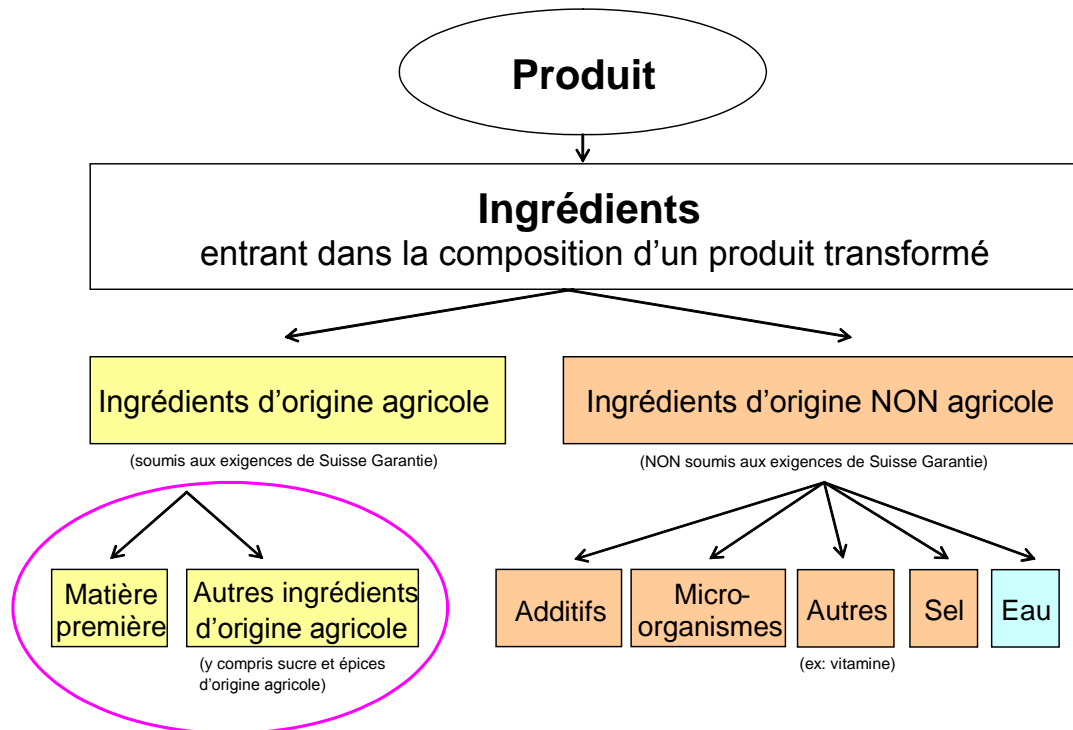 Produit
Ingrédients
entrant dans la composition d’un produit transformé
Ingrédients d’origine agricole
Ingrédients d’origine NON agricole
(soumis aux exigences de Suisse Garantie)
(NON soumis aux exigences de Suisse Garantie)
Matière
première
Autres ingrédients
d’origine agricole
(y compris sucre et épices
d’origine agricole)
Additifs
Micro-
organismes
Autres
(ex: vitamine)
Sel
Eau